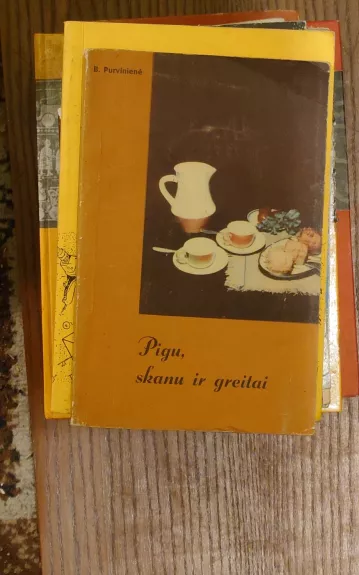 B. Purvinienė
Pigu,
skanu ir greitai